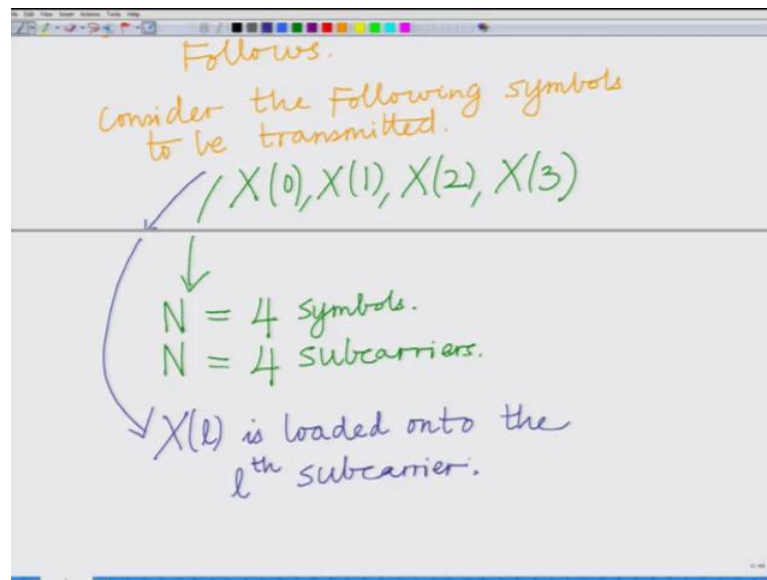 Follows.
Consider the Following symbols
to be transmitted.
X(0), X(1), X(2), X(3)
N = 4 symbols.
N = 4 subcarriers.
X(l) is loaded onto the
lth subcarrier.